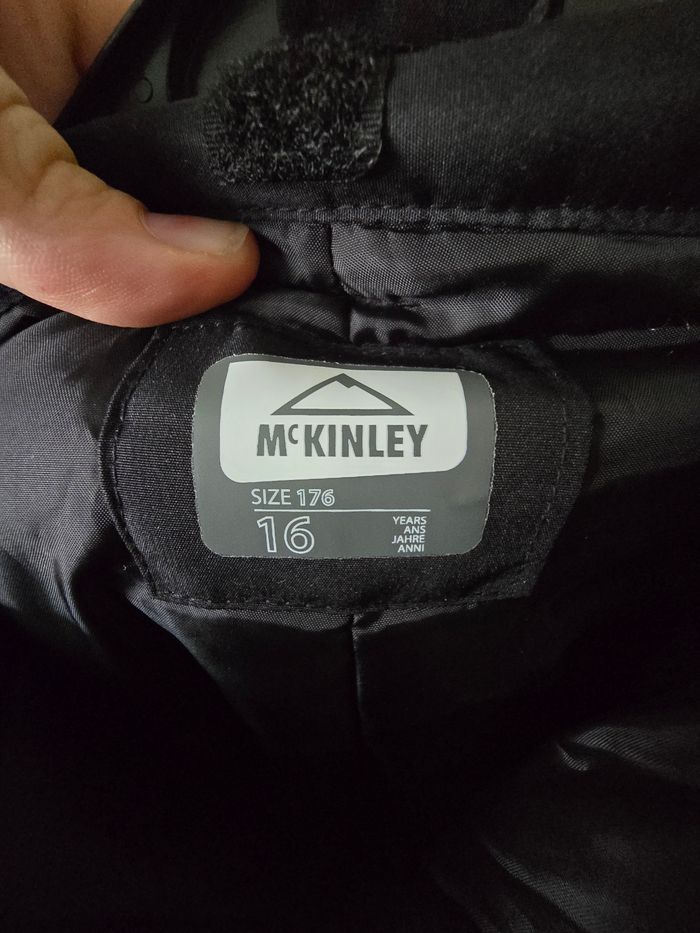 McKINLEY
SIZE 176
16
YEARS
ANS
JAHRE
ANNI